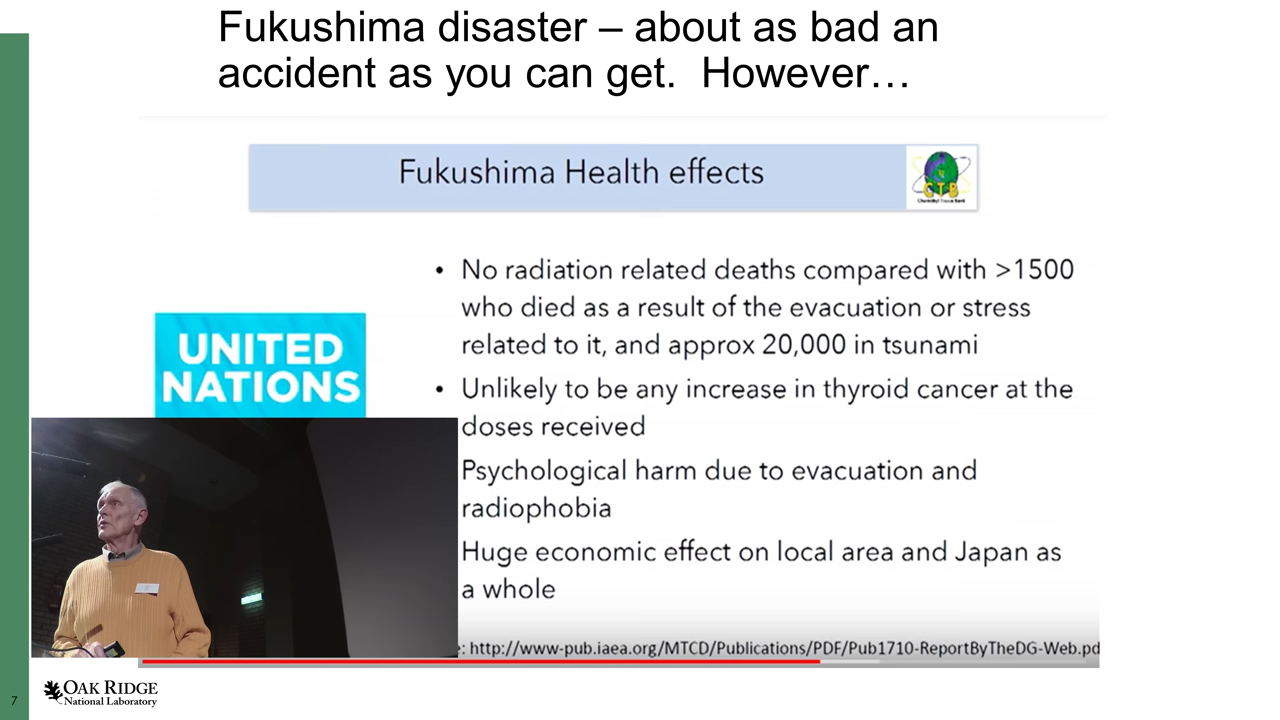 Fukushima disaster – about as bad an
accident as you can get.  However…
Fukushima Health effects
CTB
Chernobyl Tissue Bank
• No radiation related deaths compared with >1500
who died as a result of the evacuation or stress
related to it, and approx 20,000 in tsunami
UNITED
NATIONS
• Unlikely to be any increase in thyroid cancer at the
doses received
Psychological harm due to evacuation and
radiophobia
Huge economic effect on local area and Japan as
a whole
: http://www-pub.iaea.org/MTCD/Publications/PDF/Pub1710-ReportByTheDG-Web.pd
7
OAK RIDGE
National Laboratory